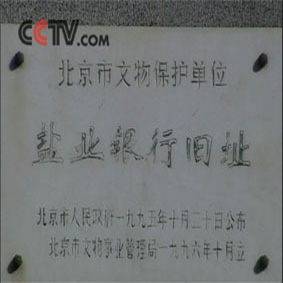 CCTV.com
北京市文物保护单位
盐业银行旧址
北京市人民政府一九九五年十月二十日公布
北京市文物事业管理局一九九六年十月立